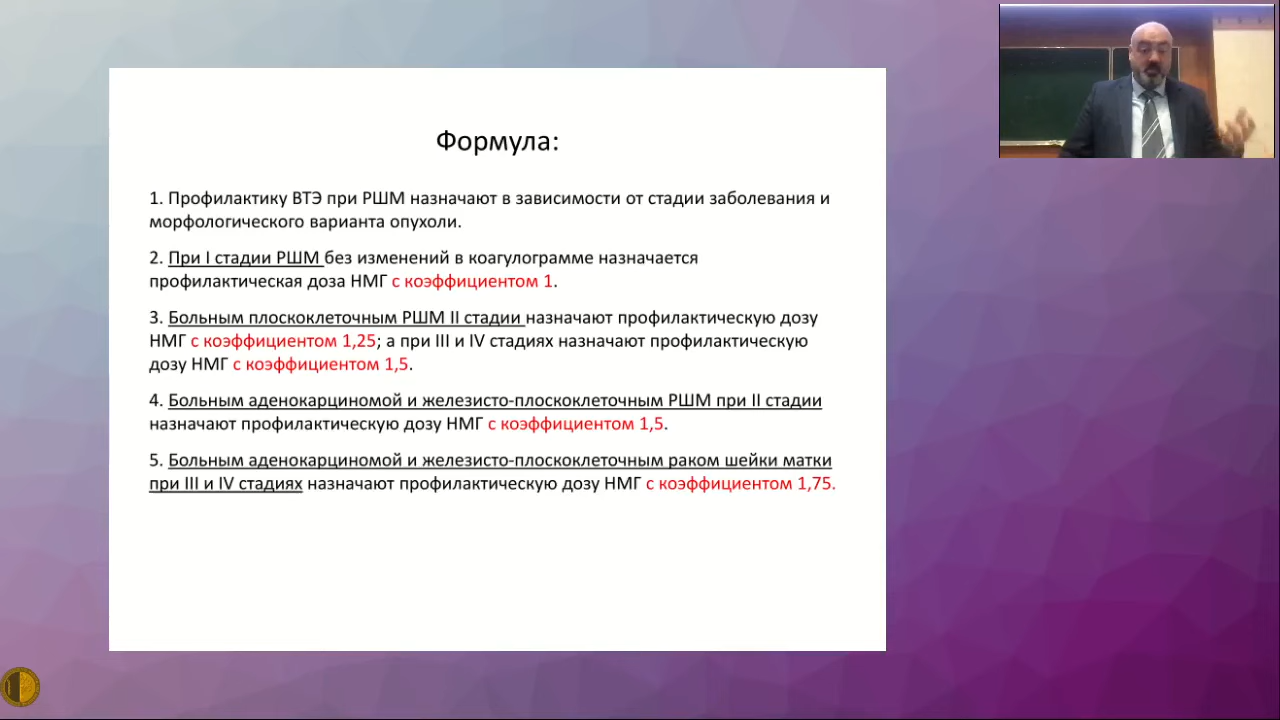 Формула:
1. Профилактику ВТЭ при РШМ назначают в зависимости от стадии заболевания и
морфологического варианта опухоли.
2. При I стадии РШМ без изменений в коагулограмме назначается
профилактическая доза НМГ с коэффициентом 1.
3. Больным плоскоклеточным РШМ II стадии назначают профилактическую дозу
НМГ с коэффициентом 1,25; а при III и IV стадиях назначают профилактическую
дозу НМГ с коэффициентом 1,5.
4. Больным аденокарциномой и железисто-плоскоклеточным РШМ при II стадии
назначают профилактическую дозу НМГ с коэффициентом 1,5.
5. Больным аденокарциномой и железисто-плоскоклеточным раком шейки матки
при III и IV стадиях назначают профилактическую дозу НМГ с коэффициентом 1,75.